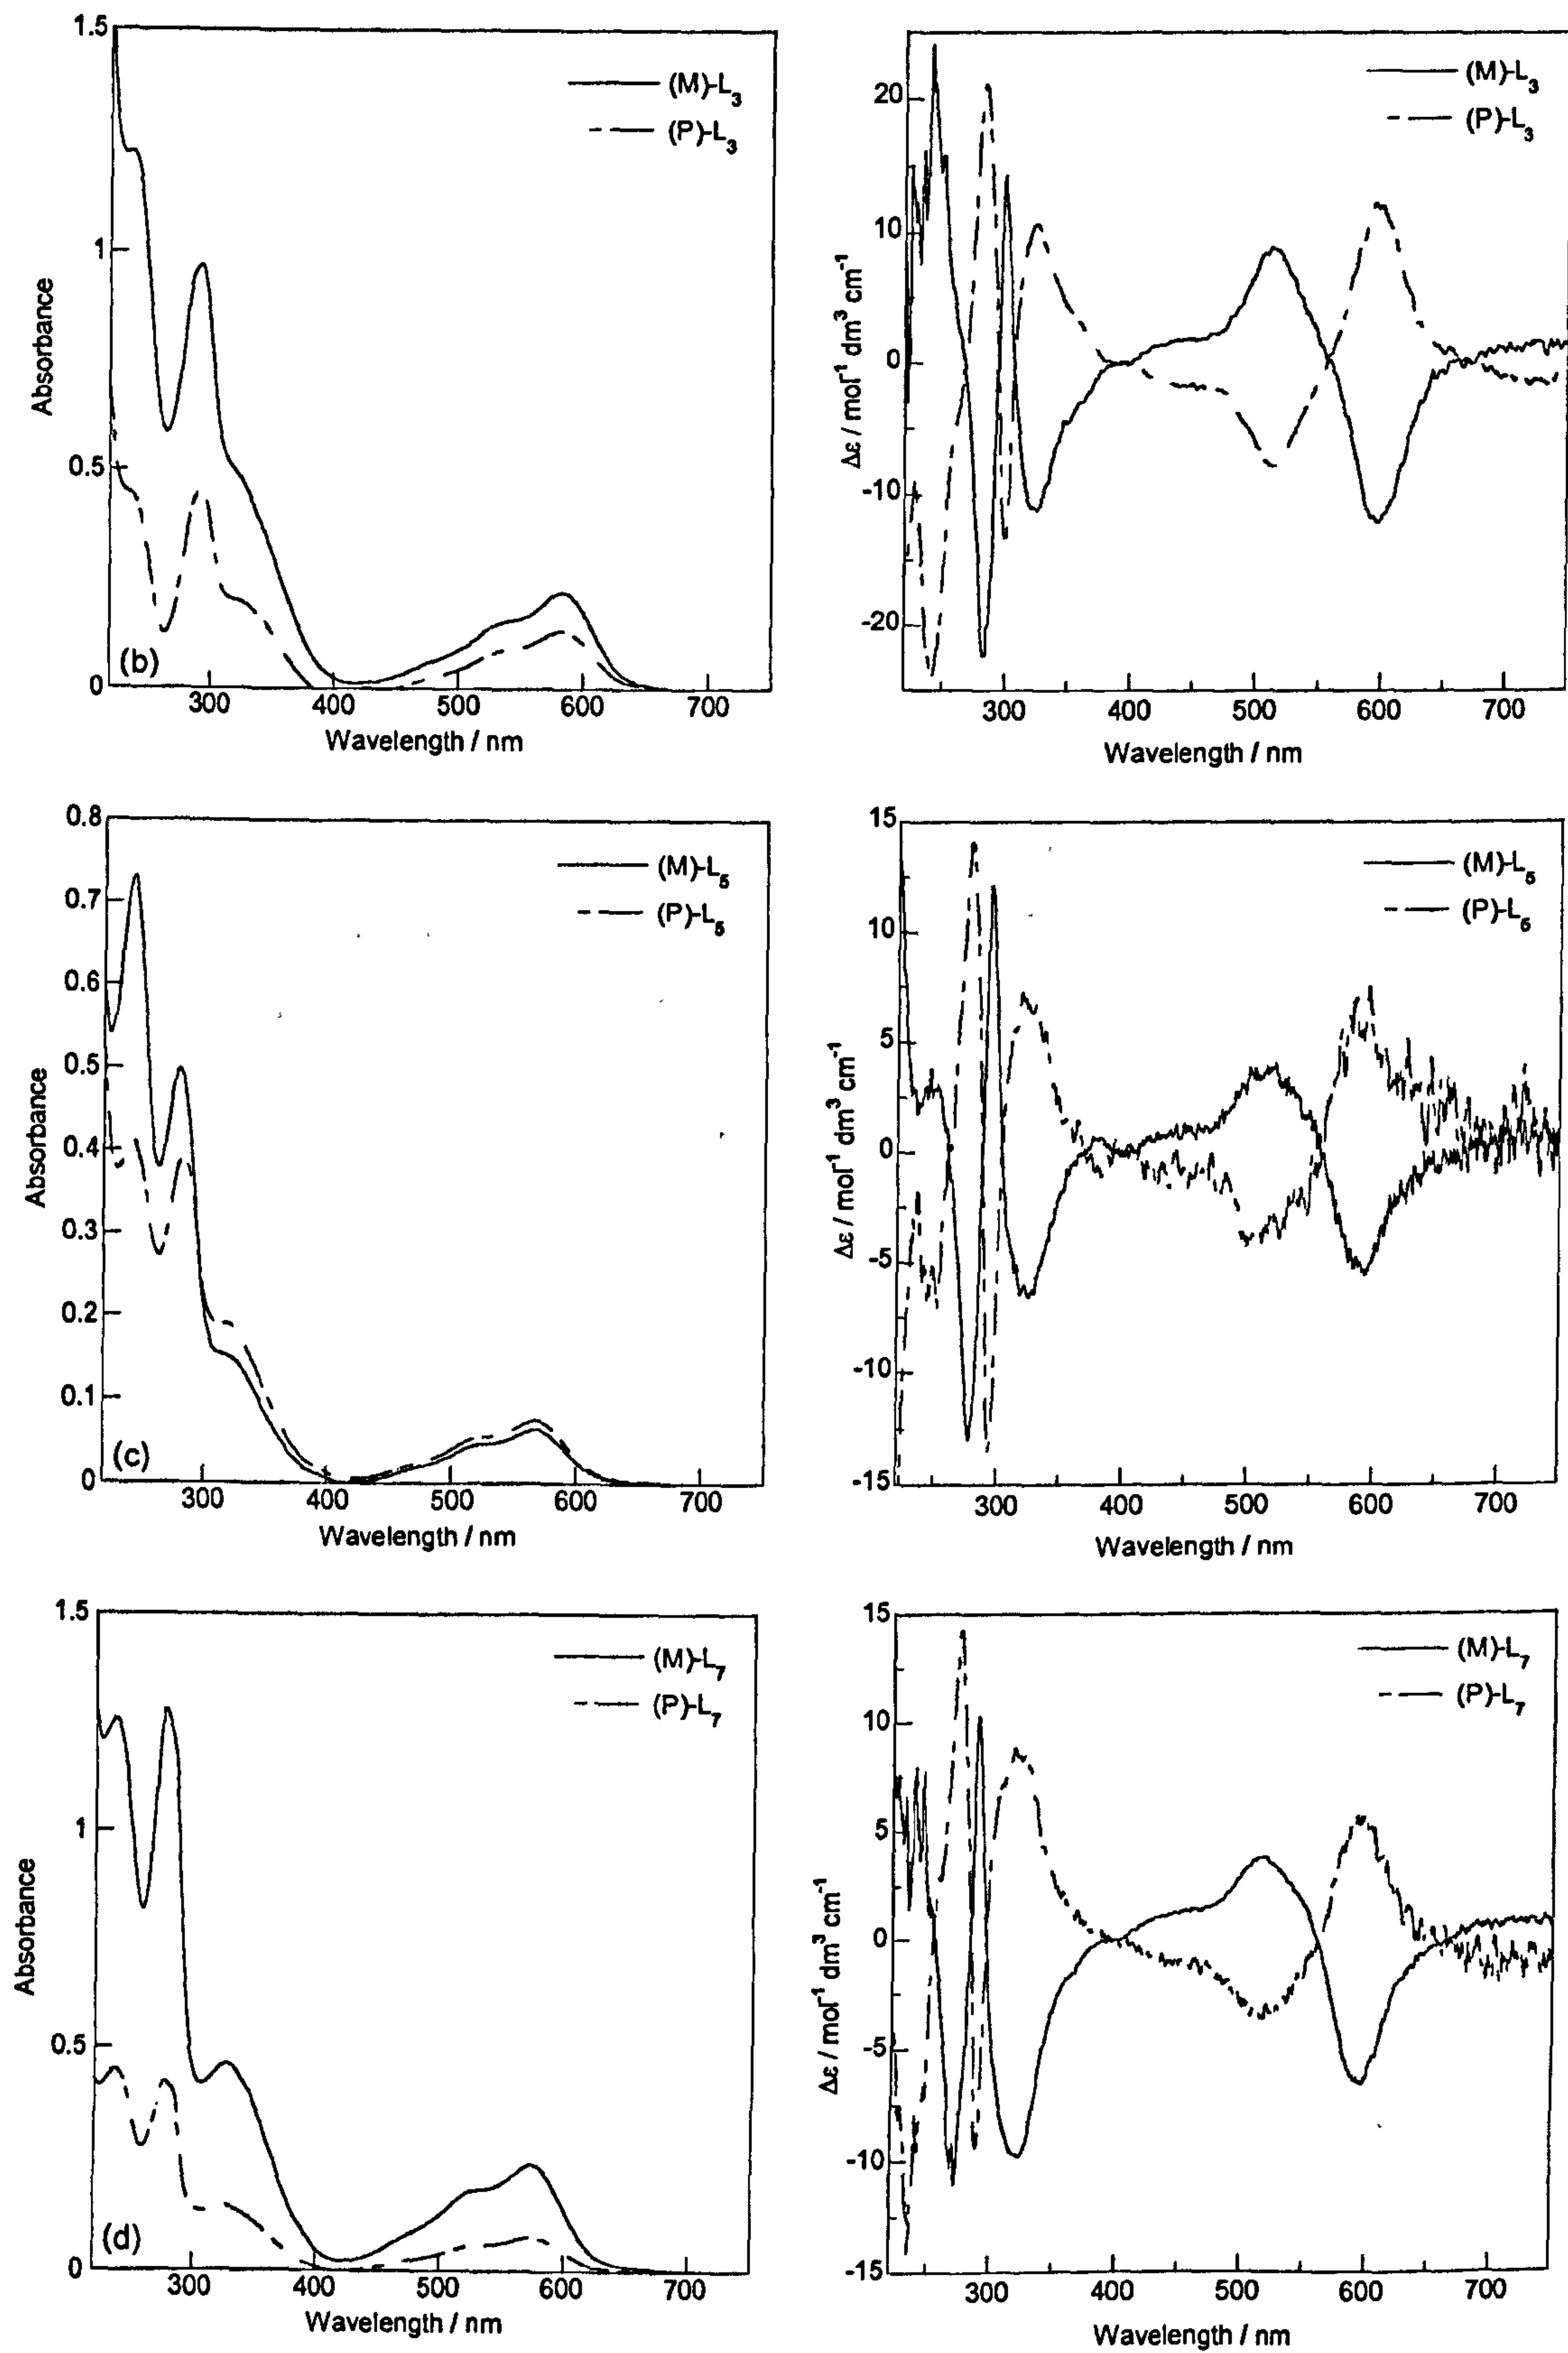 1.5
1
0.5
0
Absorbance
(M)-L3
(P)-L3
(b)
300 400 500 600 700
Wavelength / nm
20
10
0
-10
-20
Δε / mol-1 dm3 cm-1
(M)-L3
(P)-L3
300 400 500 600 700
Wavelength / nm
0.8
0.7
0.6
0.5
0.4
0.3
0.2
0.1
0
Absorbance
(M)-L5
(P)-L5
(c)
300 400 500 600 700
Wavelength / nm
15
10
5
0
-5
-10
-15
Δε / mol-1 dm3 cm-1
(M)-L5
(P)-L5
300 400 500 600 700
Wavelength / nm
1.5
1
0.5
0
Absorbance
(M)-L7
(P)-L7
(d)
300 400 500 600 700
Wavelength / nm
15
10
5
0
-5
-10
-15
Δε / mol-1 dm3 cm-1
(M)-L7
(P)-L7
300 400 500 600 700
Wavelength / nm